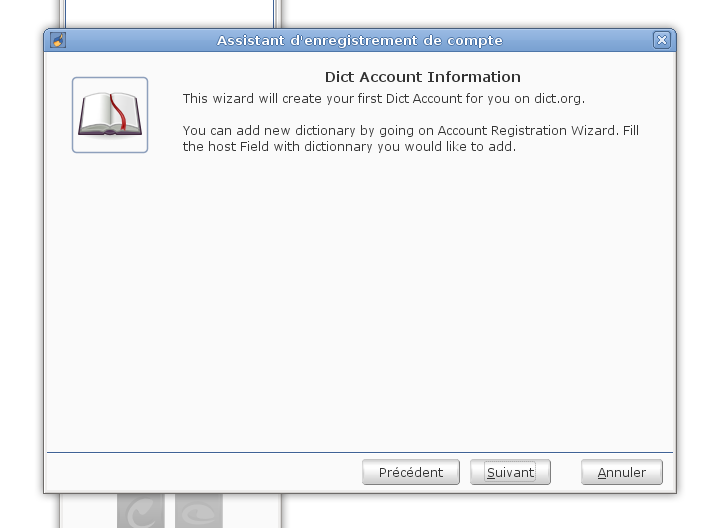 Assistant d'enregistrement de compte
Dict Account Information
This wizard will create your first Dict Account for you on dict.org.
You can add new dictionary by going on Account Registration Wizard. Fill
the host Field with dictionnary you would like to add.
Précédent
Suivant
Annuler